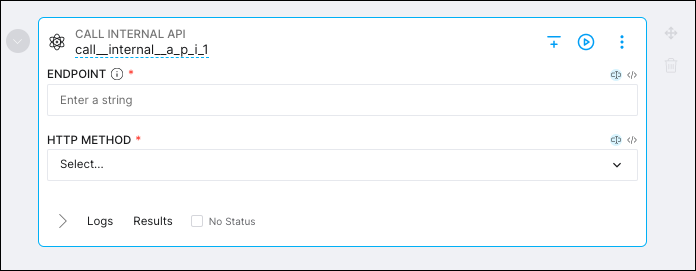 CALL INTERNAL API
call__internal__a_p_i_1
ENDPOINT *
Enter a string
HTTP METHOD *
Select...
Logs Results No Status